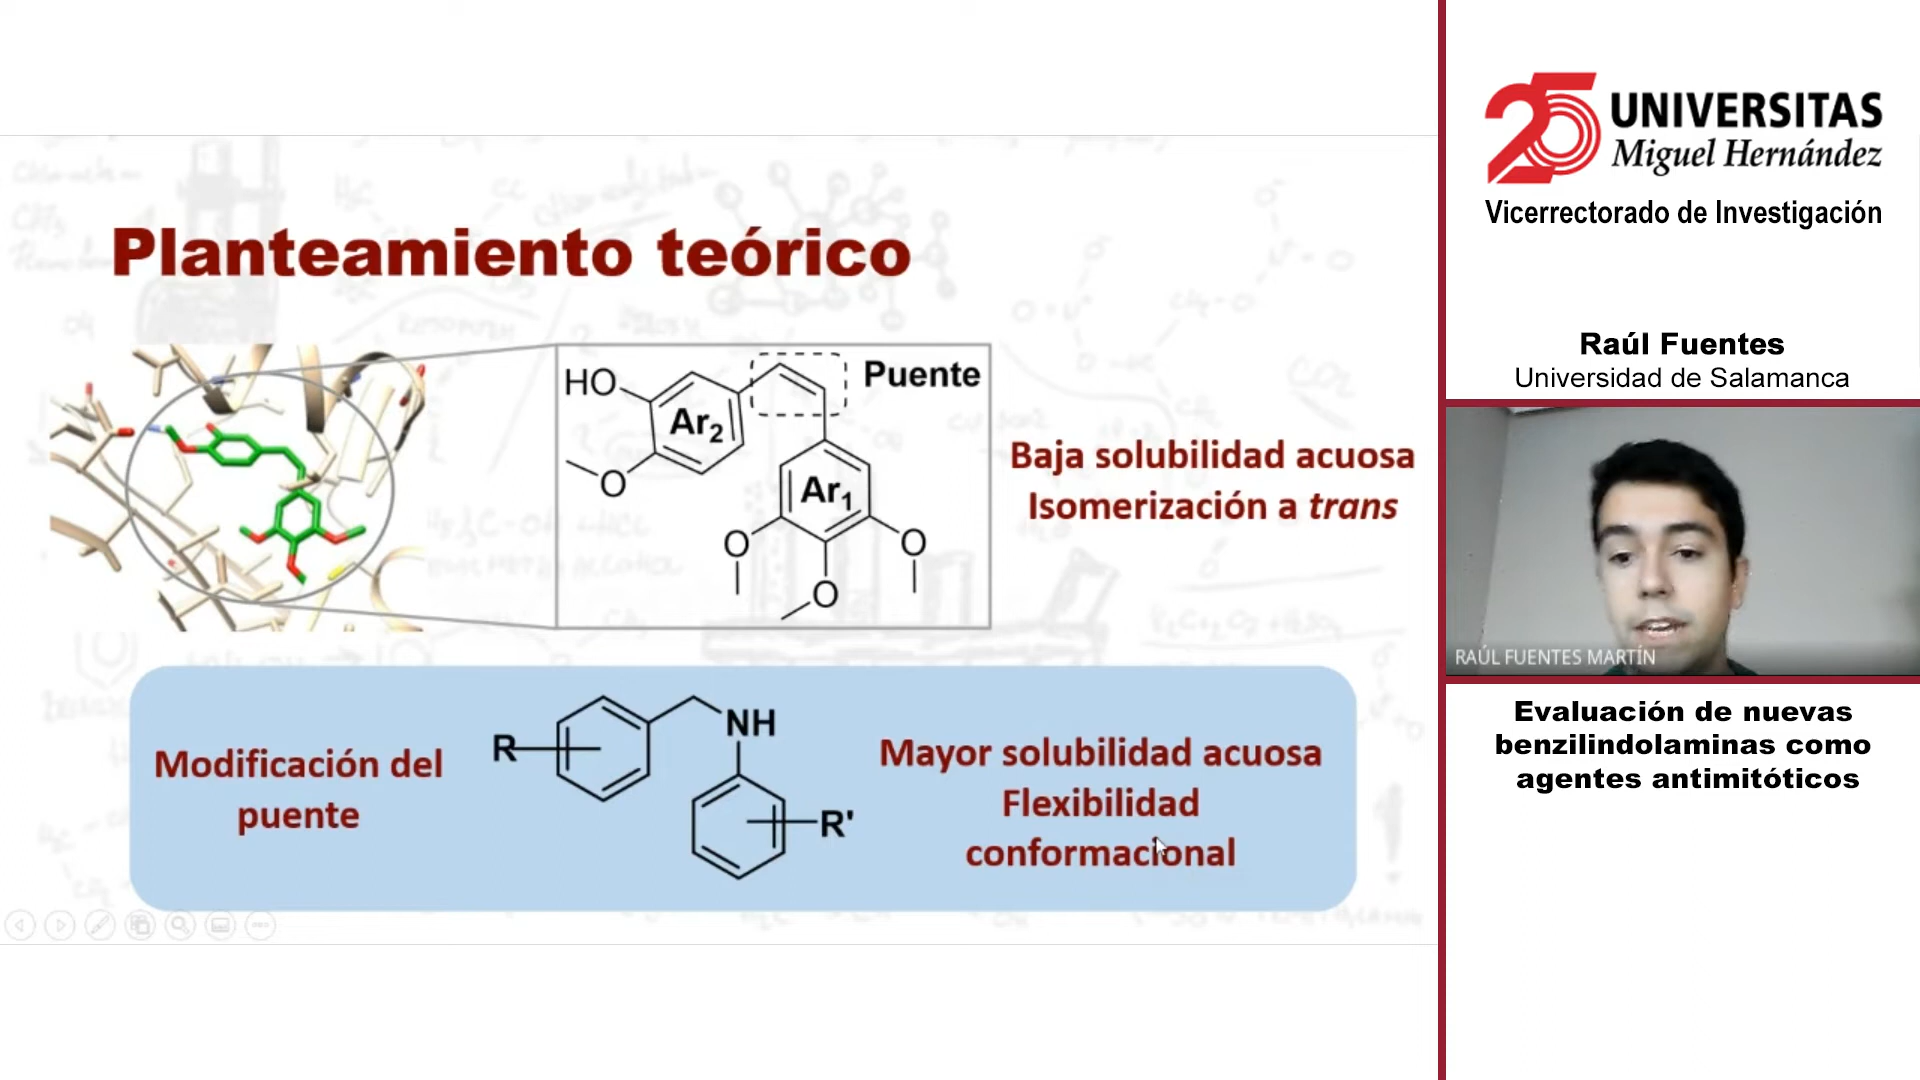 Planteamiento teórico
HO
Ar2
Puente
O
Ar1
O
O
O
Baja solubilidad acuosa
Isomerización a trans
Modificación del
puente
R
NH
R'
Mayor solubilidad acuosa
Flexibilidad
conformacional
25 UNIVERSITAS
Miguel Hernández
Vicerrectorado de Investigación
Raúl Fuentes
Universidad de Salamanca
RAÚL FUENTES MARTÍN
Evaluación de nuevas
benzilindolaminas como
agentes antimitóticos